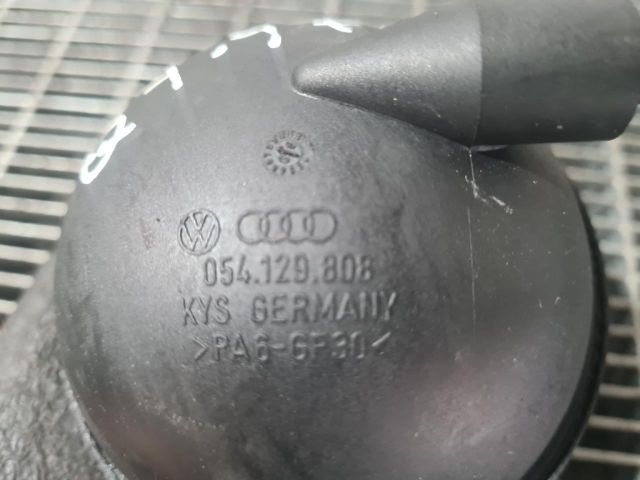 054.129.808
KYS GERMANY
>PA6-GF30<